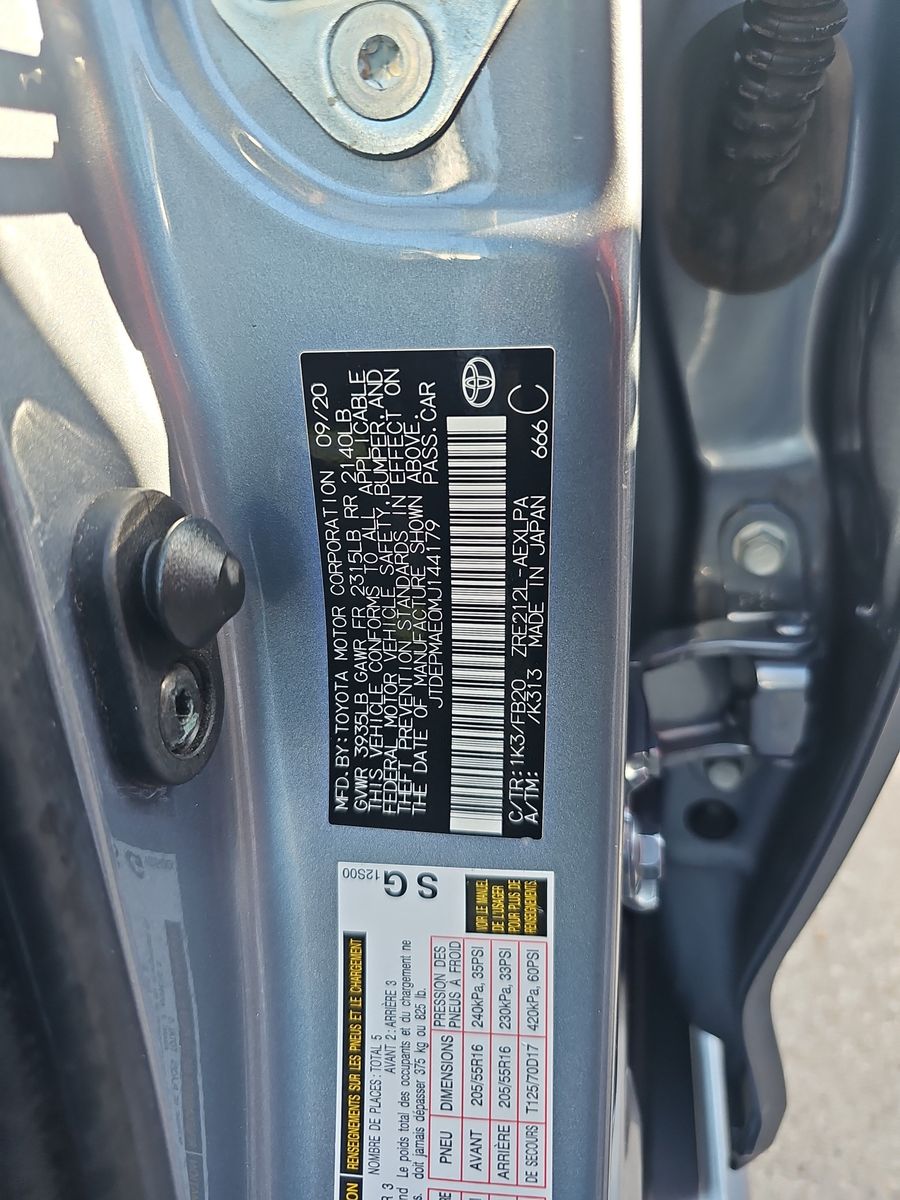 MFD. BY: TOYOTA MOTOR CORPORATION 09/20
GVWR 3935LB GAWR FR 2315LB RR 2140LB
THIS VEHICLE CONFORMS TO ALL APPLICABLE
FEDERAL MOTOR VEHICLE SAFETY, BUMPER, AND
THEFT PREVENTION STANDARDS IN EFFECT ON
THE DATE OF MANUFACTURE SHOWN ABOVE.
JTDEPMAE0MJ144179 PASS. CAR
C/TR: 1K3/FB20 ZRE212L-AEXLPA
A/TM: /K313 MADE IN JAPAN
666 C
12S00
S G
RENSEIGNEMENTS SUR LES PNEUS ET LE CHARGEMENT
NOMBRE DE PLACES : TOTAL 5
AVANT 2 : ARRIÈRE 3
Le poids total des occupants et du chargement ne
doit jamais dépasser 375 kg ou 825 lb.
PNEU DIMENSIONS PRESSION DES PNEUS A FROID
AVANT 205/55R16 240kPa, 35PSI
ARRIÈRE 205/55R16 230kPa, 33PSI
DE SECOURS T125/70D17 420kPa, 60PSI
VOIR LE MANUEL
DE L'USAGER
POUR PLUS DE
RENSEIGNEMENTS